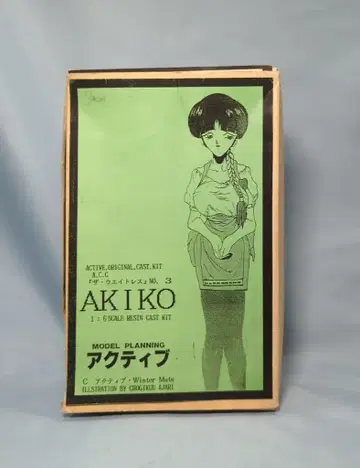 ACTIVE.ORIGINAL.CAST.KIT
A.C.C
『ザ・ウエイトレス』NO. 3
AKIKO
1:6 SCALE RESIN CAST KIT
MODEL PLANNING
アクティブ
C アクティブ・Winter Mute
ILLUSTRATION BY CHOGIKUU AJARI